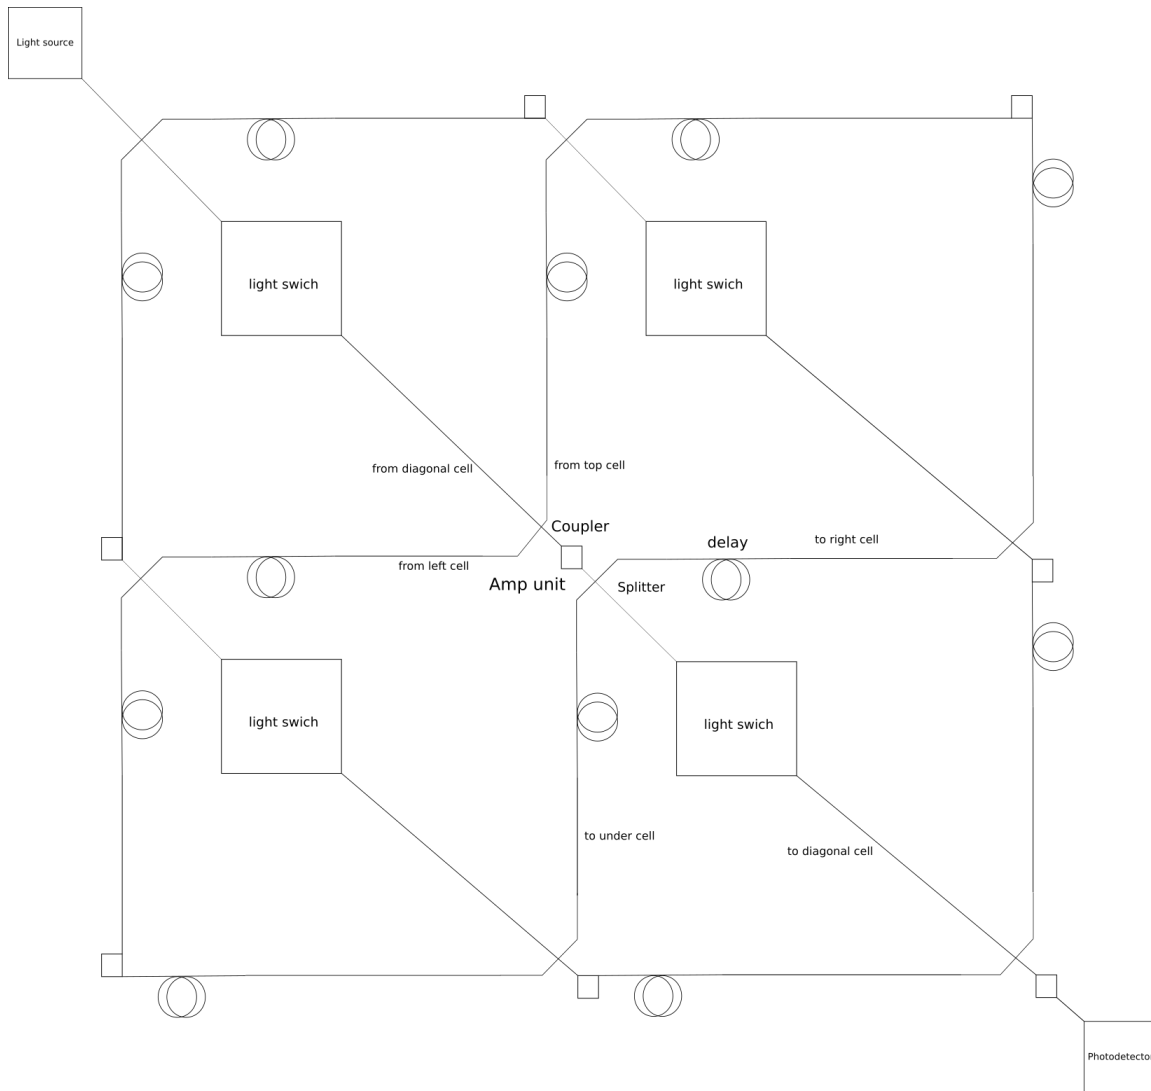 Light source
light swich
light swich
from diagonal cell
from top cell
Coupler
delay
to right cell
from left cell
Amp unit
Splitter
light swich
light swich
to under cell
to diagonal cell
Photodetecto